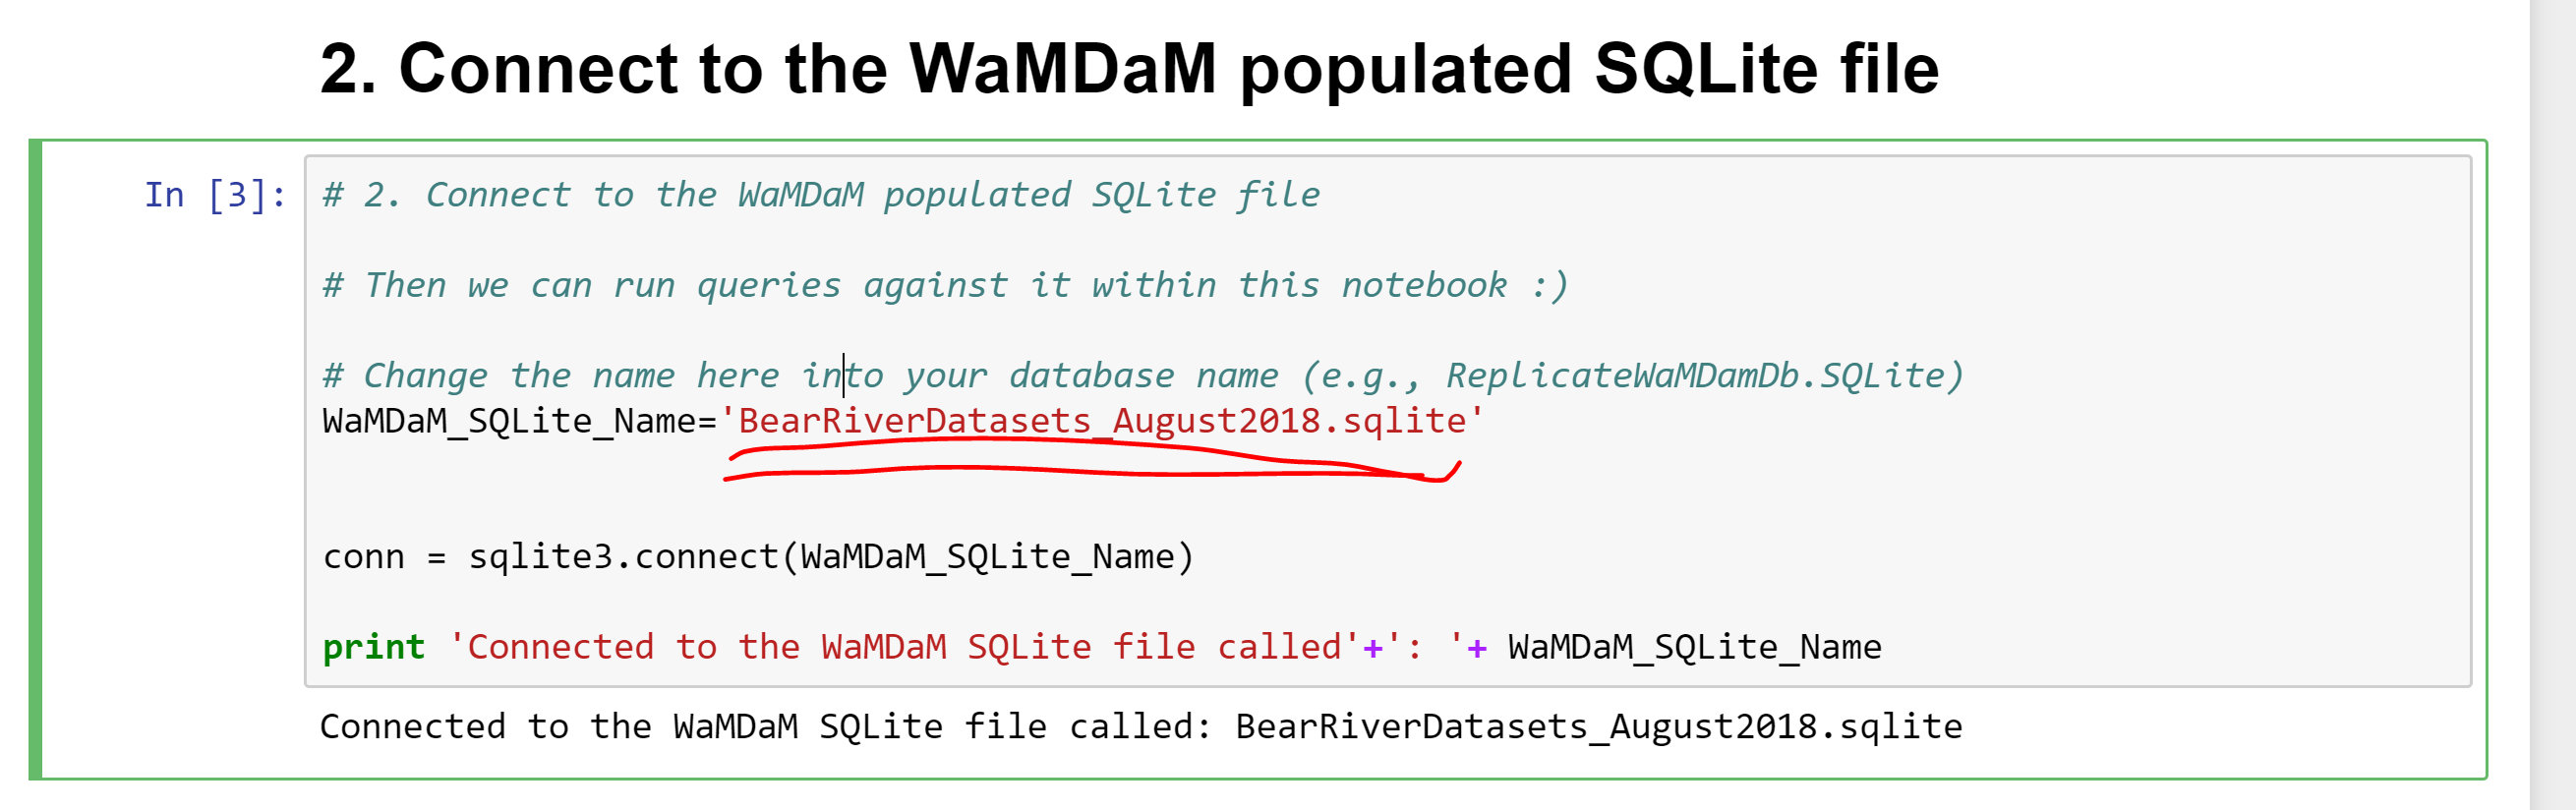 2. Connect to the WaMDaM populated SQLite file
In [3]:
# 2. Connect to the WaMDaM populated SQLite file
# Then we can run queries against it within this notebook :)
# Change the name here into your database name (e.g., ReplicateWaMDamDb.SQLite)
WaMDaM_SQLite_Name='BearRiverDatasets_August2018.sqlite'
conn = sqlite3.connect(WaMDaM_SQLite_Name)
print 'Connected to the WaMDaM SQLite file called'+': '+ WaMDaM_SQLite_Name
Connected to the WaMDaM SQLite file called: BearRiverDatasets_August2018.sqlite